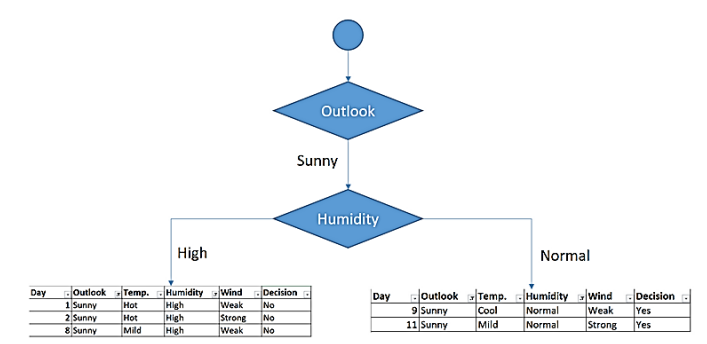 Outlook
Sunny
Humidity
High
Normal
Day Outlook Temp. Humidity Wind Decision
1 Sunny Hot High Weak No
2 Sunny Hot High Strong No
8 Sunny Mild High Weak No
Day Outlook Temp. Humidity Wind Decision
9 Sunny Cool Normal Weak Yes
11 Sunny Mild Normal Strong Yes